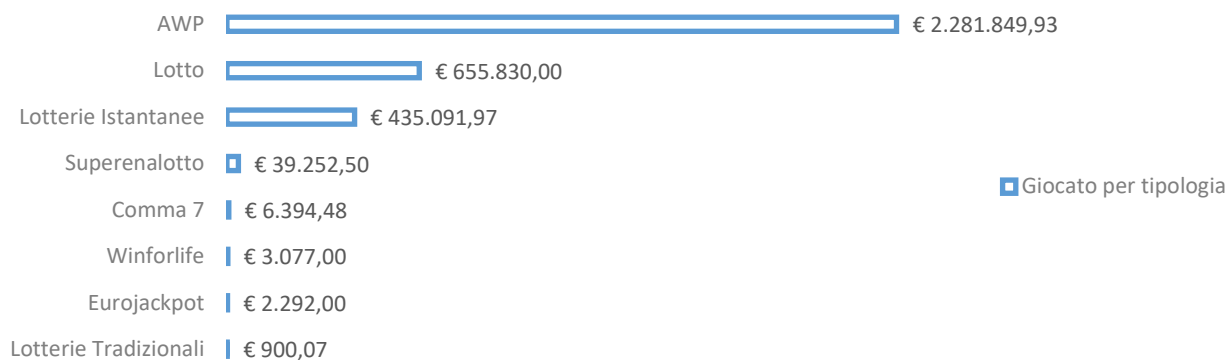 AWP € 2.281.849,93
Lotto € 655.830,00
Lotterie Istantanee € 435.091,97
Superenalotto € 39.252,50
Giocato per tipologia
Comma 7 € 6.394,48
Winforlife € 3.077,00
Eurojackpot € 2.292,00
Lotterie Tradizionali € 900,07